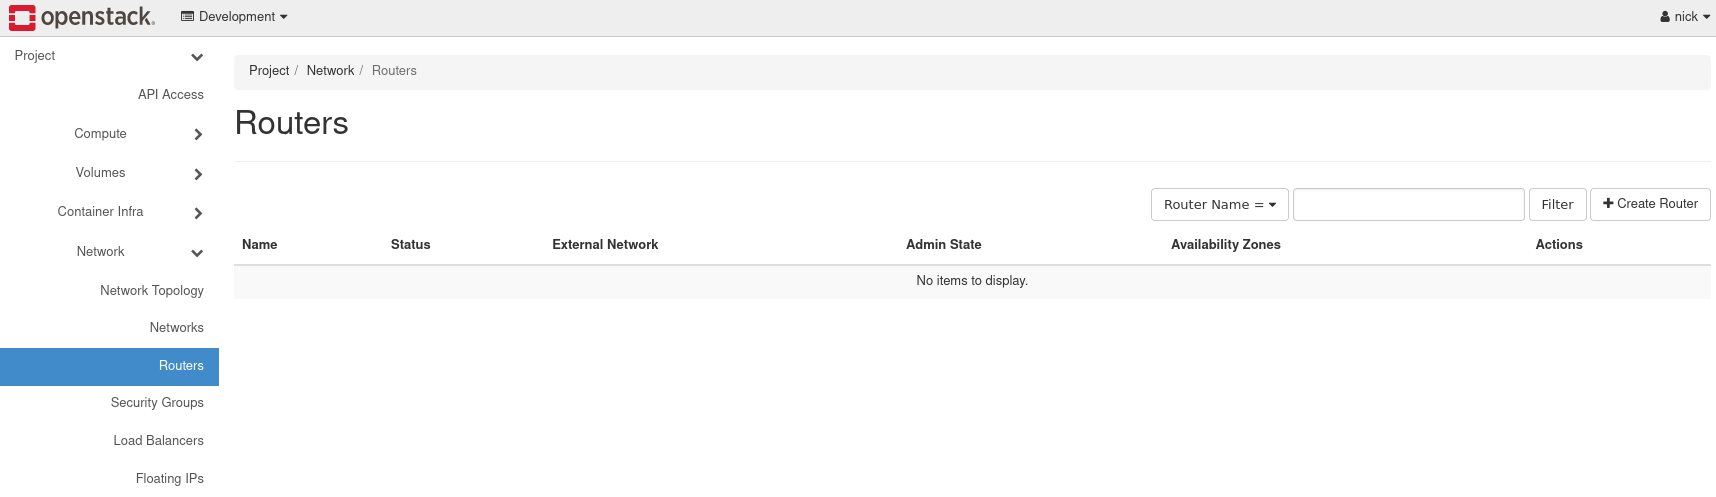 openstack. Development nick
Project
API Access
Compute
Volumes
Container Infra
Network
Network Topology
Networks
Routers
Security Groups
Load Balancers
Floating IPs
Project / Network / Routers
Routers
Router Name = Filter Create Router
Name Status External Network Admin State Availability Zones Actions
No items to display.